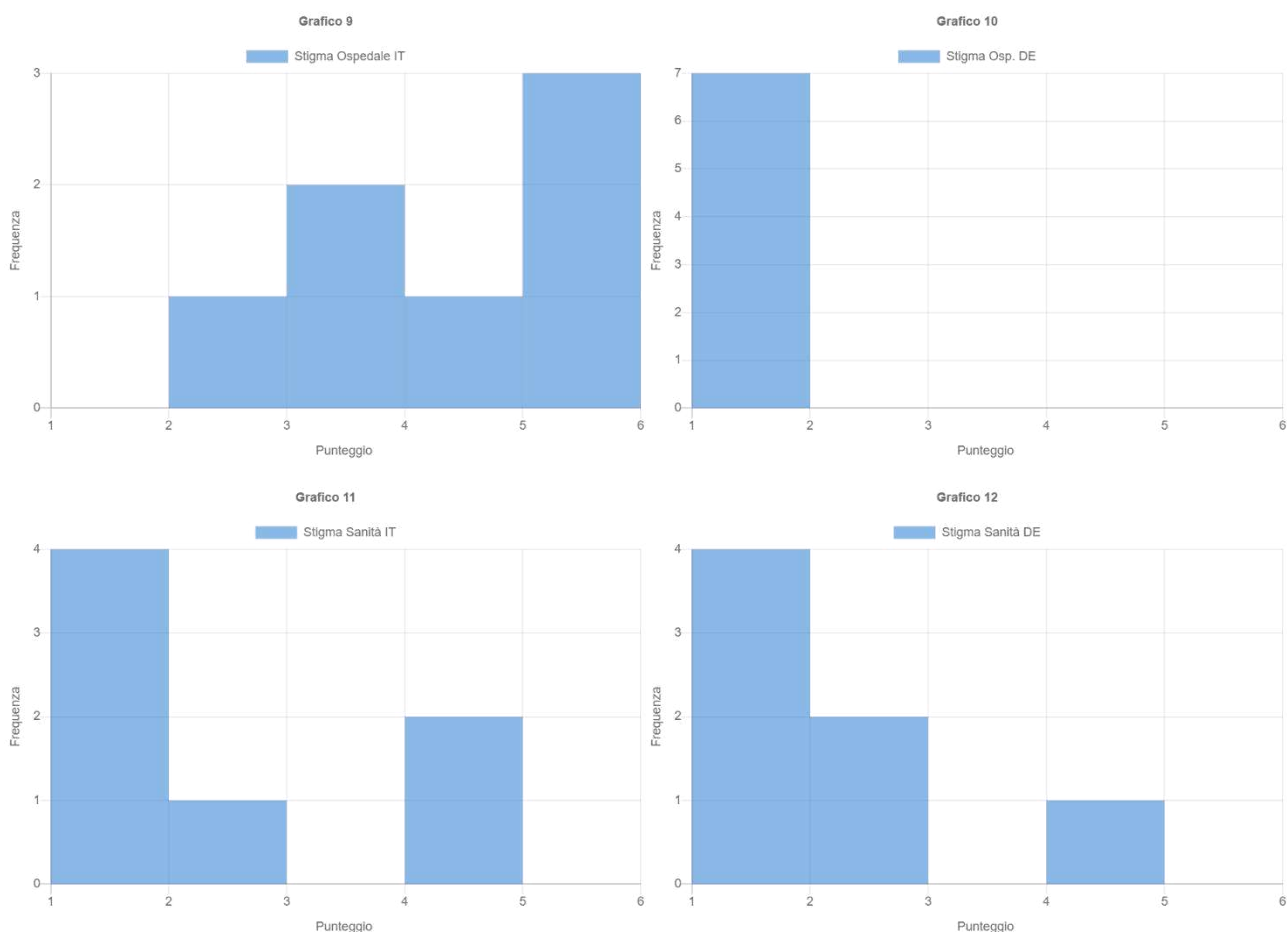 Grafico 9
Stigma Ospedale IT
3
2
1
0
Frequenza
1 2 3 4 5 6
Punteggio
Grafico 10
Stigma Osp. DE
7
6
5
4
3
2
1
0
Frequenza
1 2 3 4 5 6
Punteggio
Grafico 11
Stigma Sanità IT
4
3
2
1
0
Frequenza
1 2 3 4 5 6
Punteggio
Grafico 12
Stigma Sanità DE
4
3
2
1
0
Frequenza
1 2 3 4 5 6
Punteggio